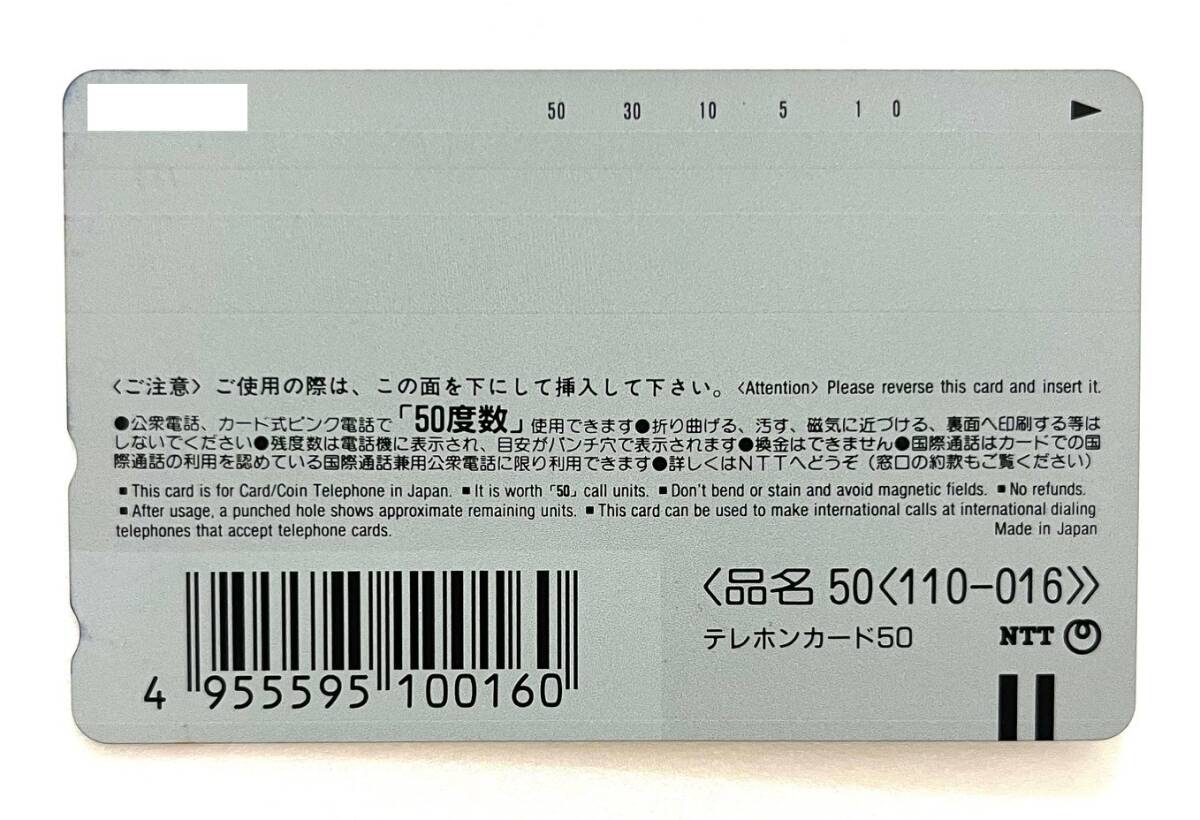 50 30 10 5 1 0 ▶
〈ご注意〉ご使用の際は、この面を下にして挿入して下さい。〈Attention〉Please reverse this card and insert it.
●公衆電話、カード式ピンク電話で「50度数」使用できます●折り曲げる、汚す、磁気に近づける、裏面へ印刷する等は
しないでください●残度数は電話機に表示され、目安がパンチ穴で表示されます●換金はできません●国際通話はカードでの国
際通話の利用を認めている国際通話兼用公衆電話に限り利用できます●詳しくはNTTへどうぞ（窓口の約款もご覧ください）
■This card is for Card/Coin Telephone in Japan. ■It is worth「50」call units. ■Don't bend or stain and avoid magnetic fields. ■No refunds.
■After usage, a punched hole shows approximate remaining units. ■This card can be used to make international calls at international dialing
telephones that accept telephone cards. Made in Japan
〈品名 50〈110-016〉〉
テレホンカード50 NTT
4 955595 100160